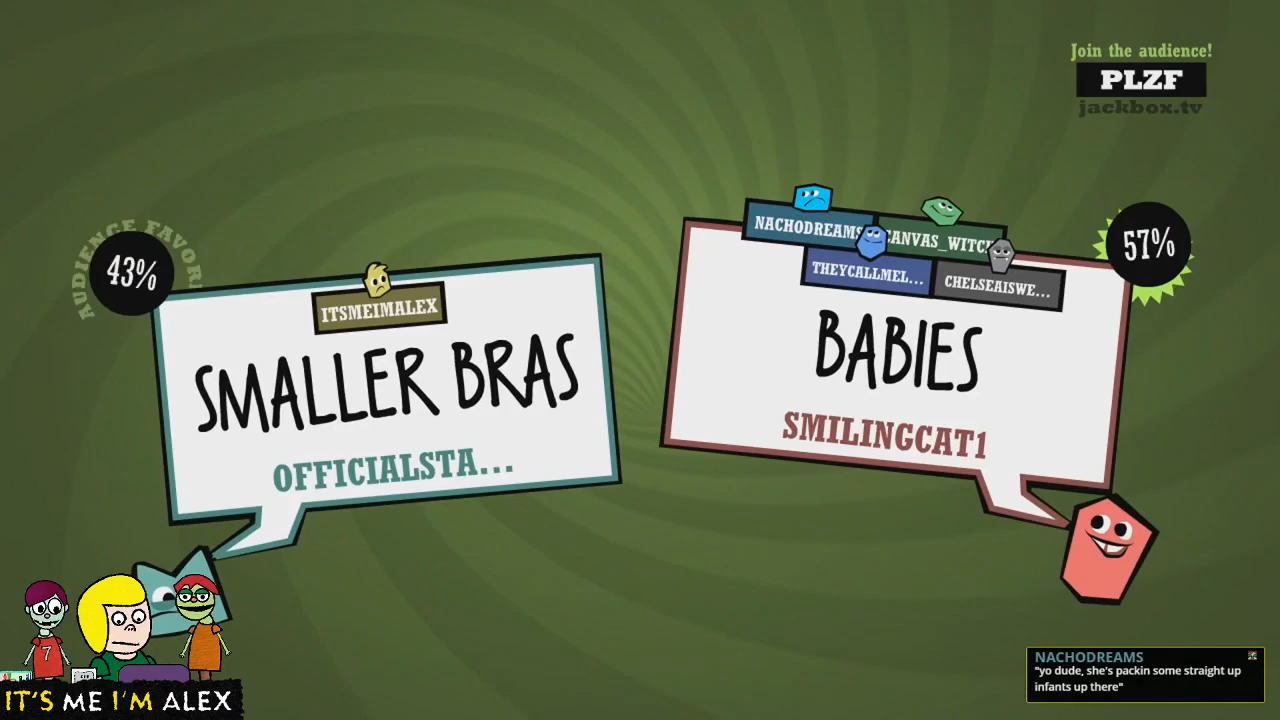 Join the audience!
PLZF
jackbox.tv
AUDIENCE FAVORI
43%
57%
NACHODREAMS
CANVAS_WITCH
THEYCALLMEL...
CHELSEAISWE...
ITSMEIMALEX
SMALLER BRAS
OFFICIALSTA...
BABIES
SMILINGCAT1
7
IT'S ME I'M ALEX
NACHODREAMS
"yo dude, she's packin some straight up
infants up there"